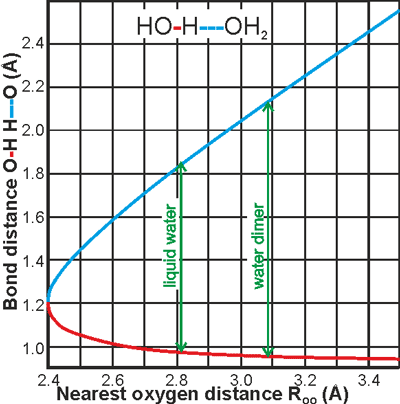 HO-H----OH₂
2.4
2.2
2.0
1.8
1.6
1.4
1.2
1.0
Bond distance O-H H---O (Å)
liquid water
water dimer
2.4 2.6 2.8 3.0 3.2 3.4
Nearest oxygen distance Roo (Å)